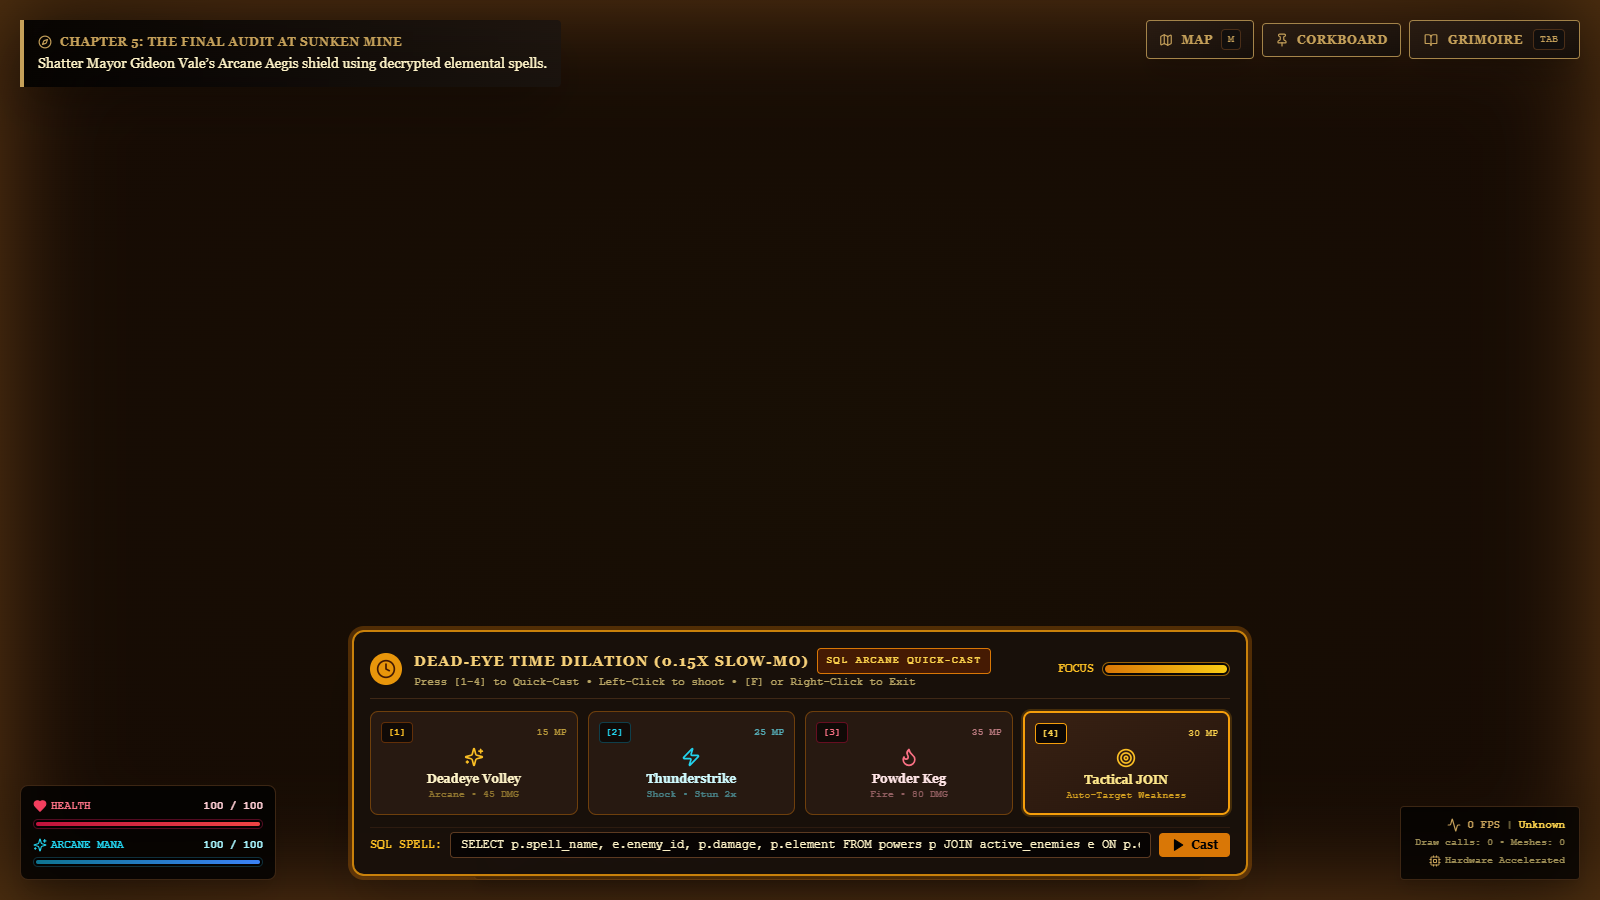 CHAPTER 5: THE FINAL AUDIT AT SUNKEN MINE
Shatter Mayor Gideon Vale's Arcane Aegis shield using decrypted elemental spells.
MAP M
CORKBOARD
GRIMOIRE TAB
DEAD-EYE TIME DILATION (0.15X SLOW-MO)
SQL ARCANE QUICK-CAST
Press [1-4] to Quick-Cast • Left-Click to shoot • [F] or Right-Click to Exit
FOCUS
[1] 15 MP
Deadeye Volley
Arcane • 45 DMG
[2] 25 MP
Thunderstrike
Shock • Stun 2x
[3] 35 MP
Powder Keg
Fire • 80 DMG
[4] 30 MP
Tactical JOIN
Auto-Target Weakness
SQL SPELL: SELECT p.spell_name, e.enemy_id, p.damage, p.element FROM powers p JOIN active_enemies e ON p.
Cast
HEALTH 100 / 100
ARCANE MANA 100 / 100
0 FPS | Unknown
Draw calls: 0 • Meshes: 0
Hardware Accelerated